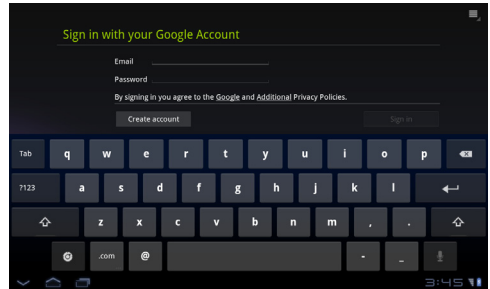 Sign in with your Google Account
Email
Password
By signing in you agree to the Google and Additional Privacy Policies.
Create account Sign in
Tab q w e r t y u i o p
?123 a s d f g h j k l
z x c v b n m , .
.com @ - _
3:45